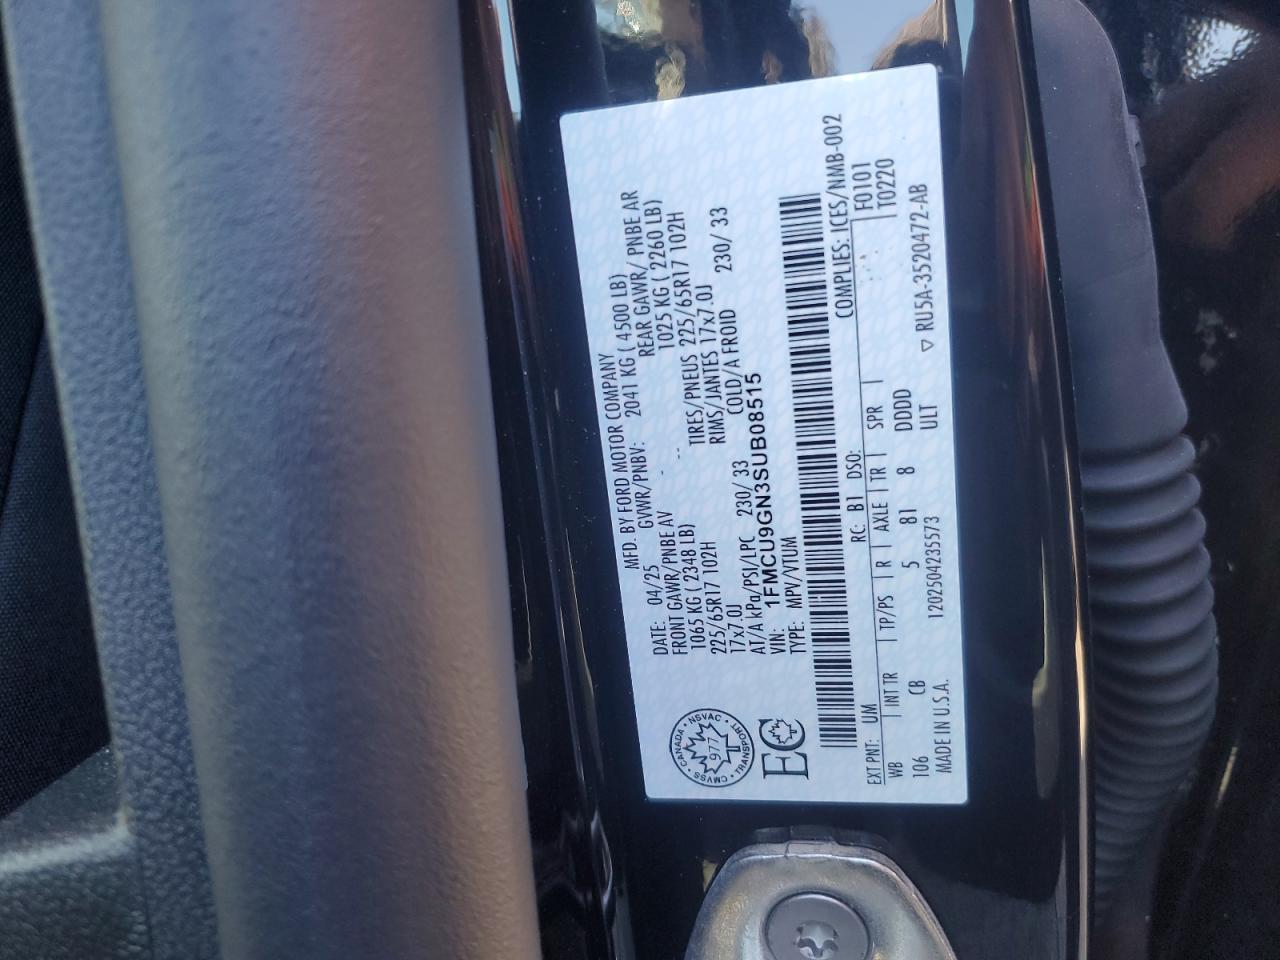 MFD. BY FORD MOTOR COMPANY
DATE: 04/25 GVWR/PNBV: 2041 KG ( 4500 LB)
FRONT GAWR/PNBE AV REAR GAWR/ PNBE AR
1065 KG ( 2348 LB) 1025 KG ( 2260 LB)
225/65R17 102H TIRES/PNEUS 225/65R17 102H
17x7.0J RIMS/JANTES 17x7.0J
AT/A kPa/PSI/LPC 230/ 33 COLD/A FROID 230/ 33
VIN: 1FMCU9GN3SUB08515
TYPE: MPV/VTUM
CANADA · NSVAC · TRANSPORT · CMVSS ·
977
EC
COMPLIES: ICES/NMB-002
EXT PNT: UM RC: B1 DSO: F0101
WB INT TR TP/PS R AXLE TR SPR T0220
106 CB 5 81 8 DDDD
ULT ▽ RU5A-3520472-AB
MADE IN U.S.A. 120250423573